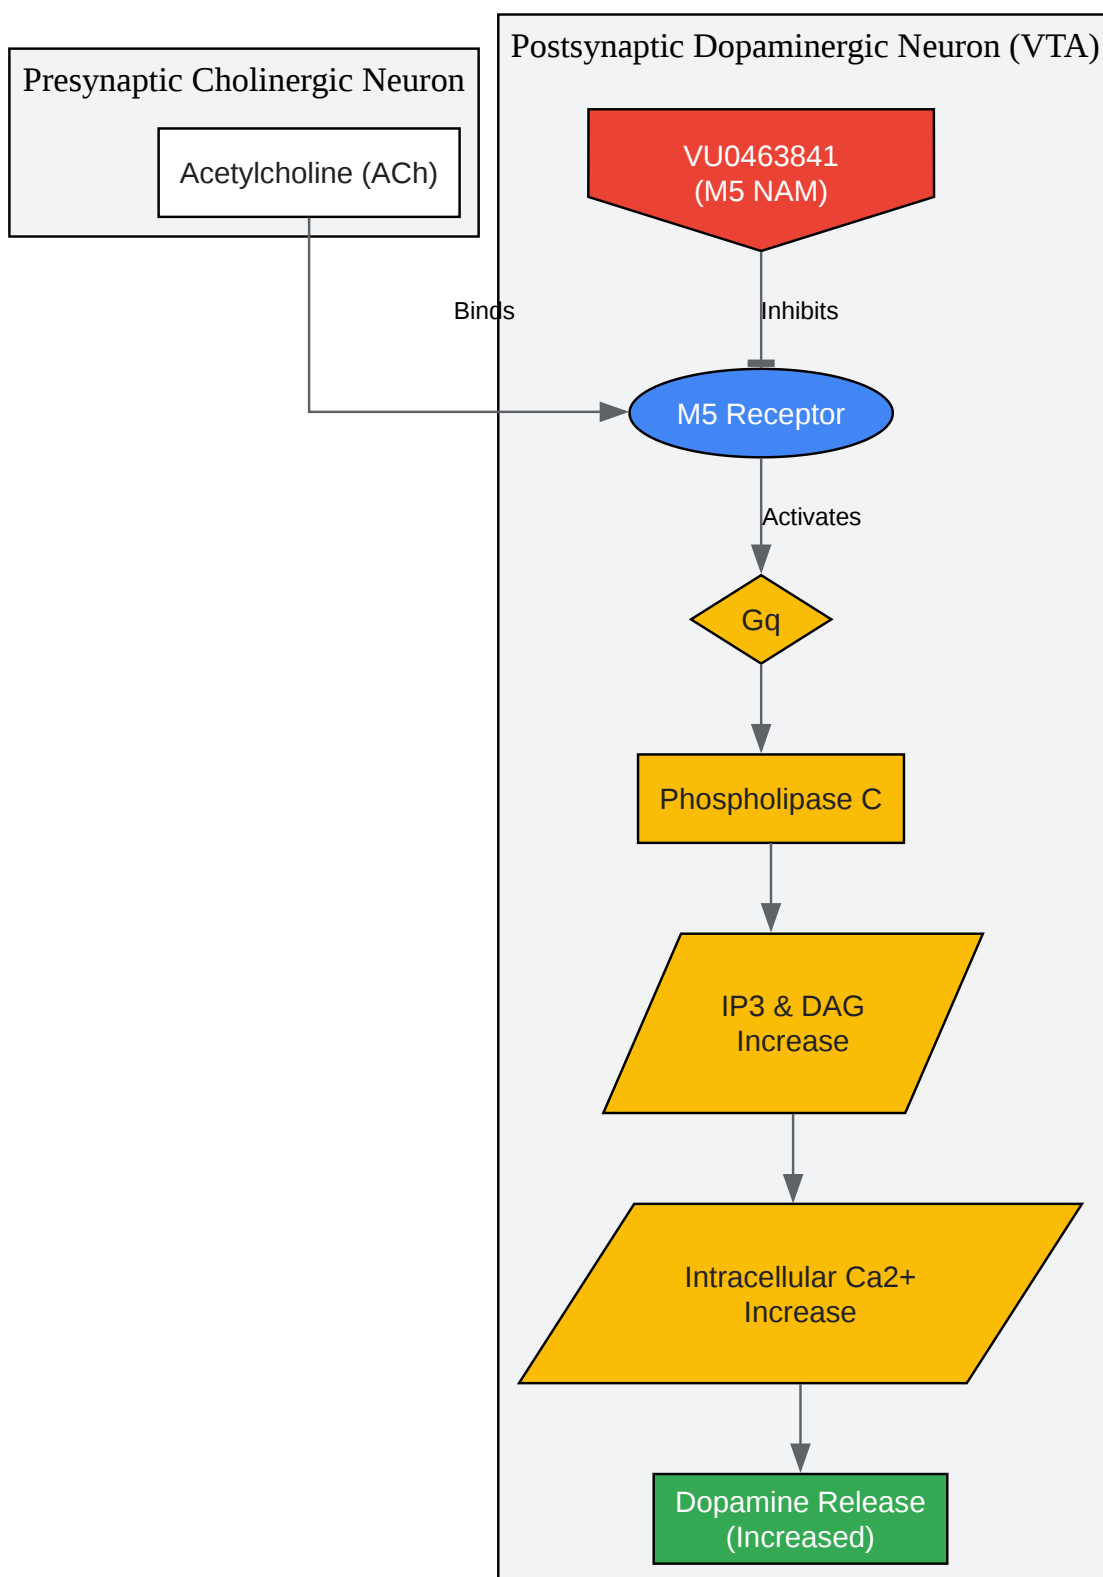 Postsynaptic Dopaminergic Neuron (VTA)
Presynaptic Cholinergic Neuron
Acetylcholine (ACh)
VU0463841
(M5 NAM)
Binds
Inhibits
M5 Receptor
Activates
Gq
Phospholipase C
IP3 & DAG
Increase
Intracellular Ca2+
Increase
Dopamine Release
(Increased)